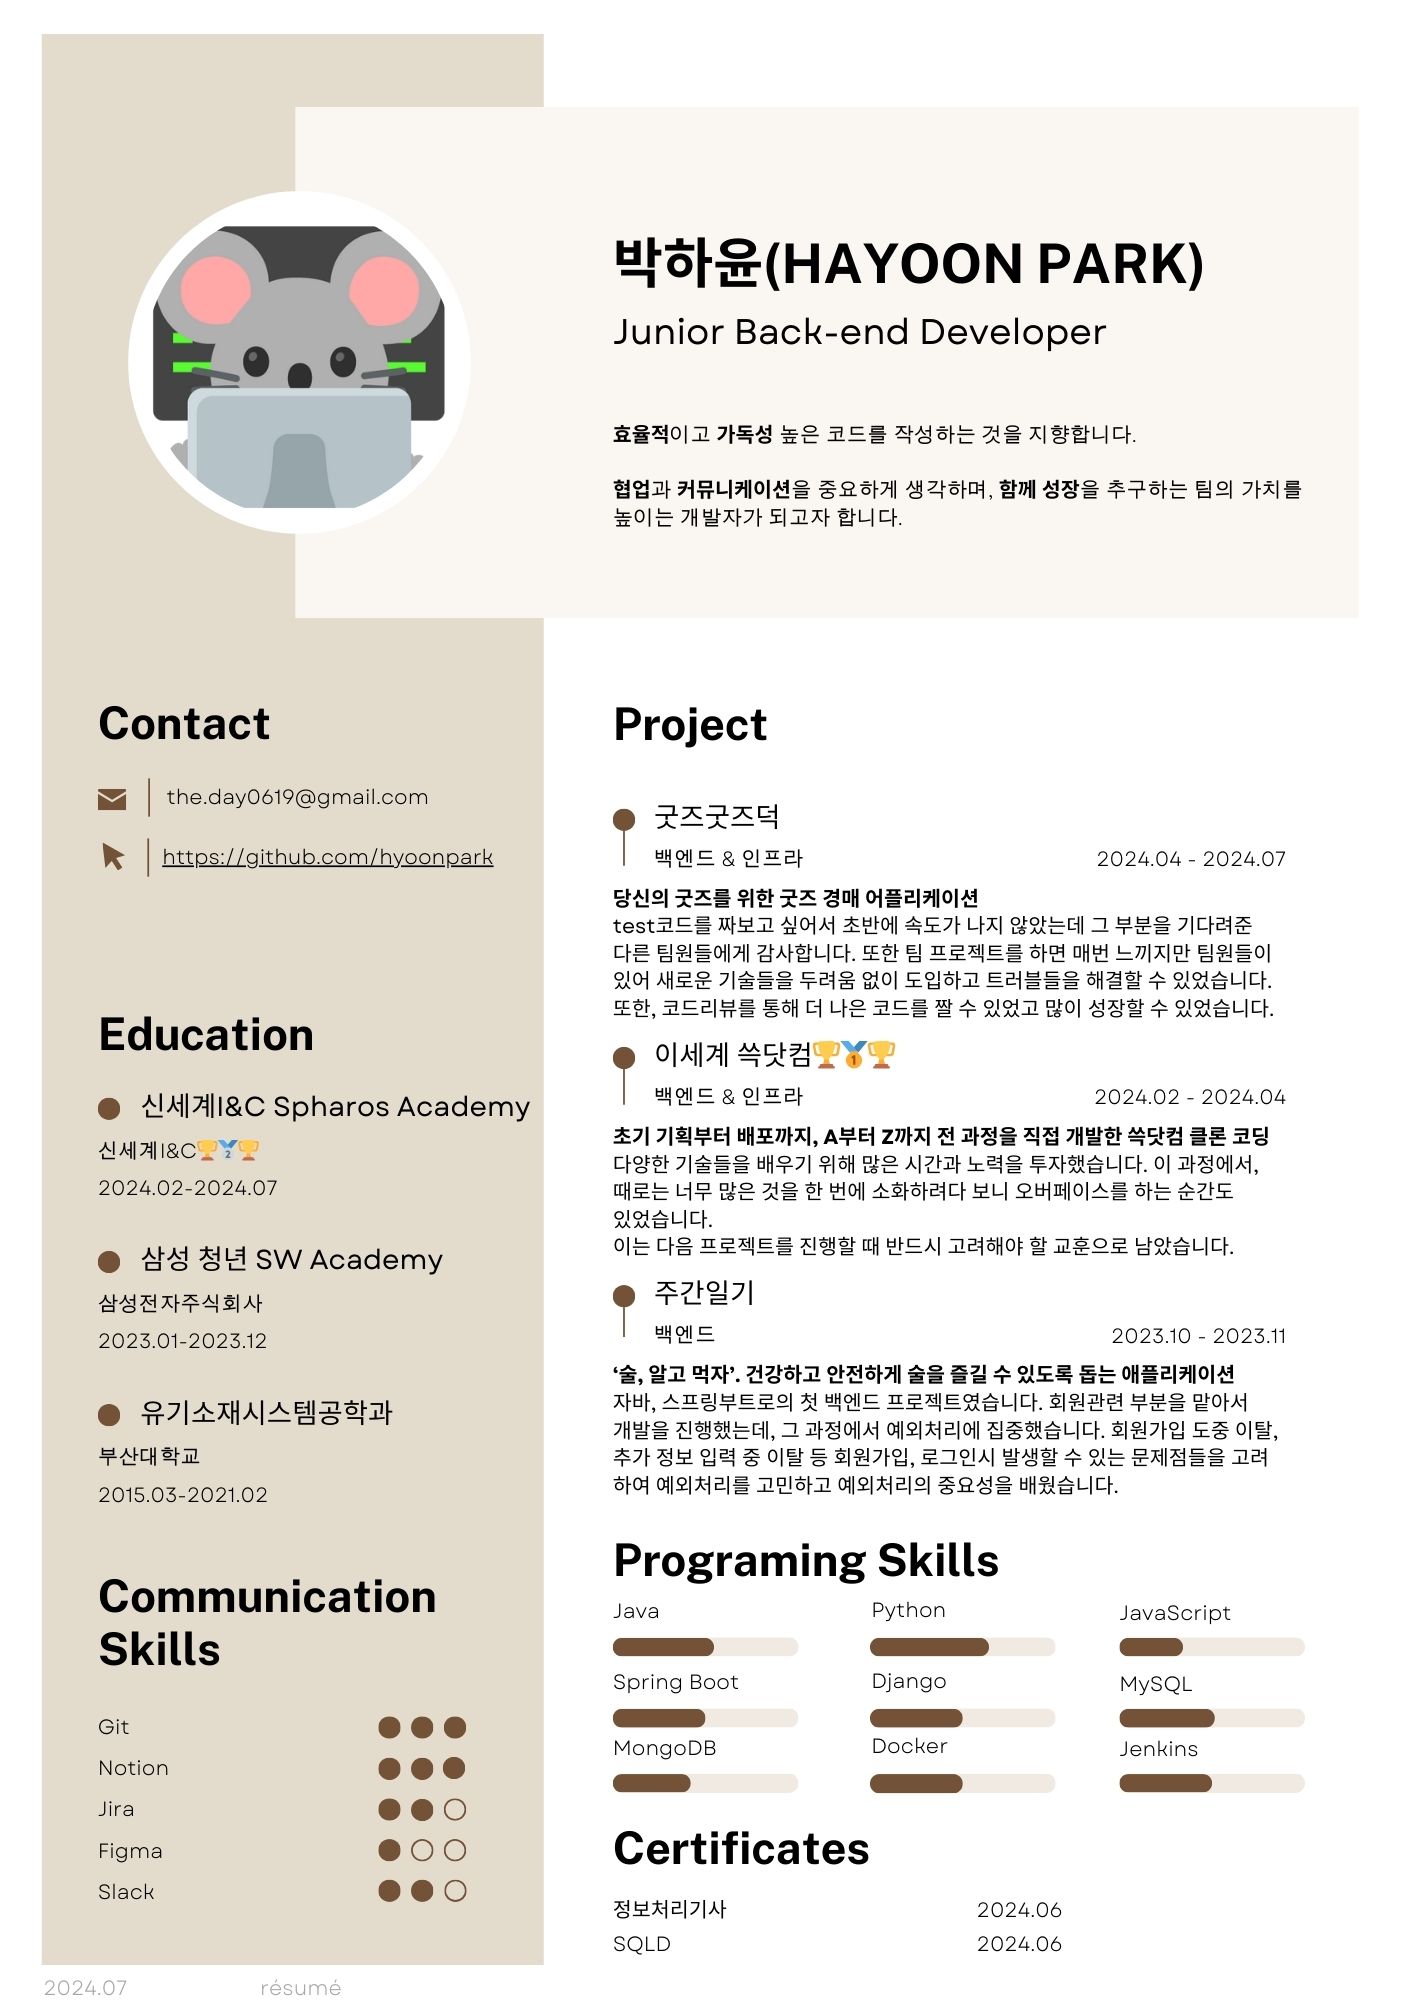 박하윤(HAYOON PARK)
Junior Back-end Developer
효율적이고 가독성 높은 코드를 작성하는 것을 지향합니다.
협업과 커뮤니케이션을 중요하게 생각하며, 함께 성장을 추구하는 팀의 가치를
높이는 개발자가 되고자 합니다.
Contact
the.day0619@gmail.com
https://github.com/hyoonpark
Education
신세계I&C Spharos Academy
신세계I&C🏆🥈🏆
2024.02-2024.07
삼성 청년 SW Academy
삼성전자주식회사
2023.01-2023.12
유기소재시스템공학과
부산대학교
2015.03-2021.02
Communication
Skills
Git
Notion
Jira
Figma
Slack
Project
굿즈굿즈덕
백엔드 & 인프라 2024.04 - 2024.07
당신의 굿즈를 위한 굿즈 경매 어플리케이션
test코드를 짜보고 싶어서 초반에 속도가 나지 않았는데 그 부분을 기다려준
다른 팀원들에게 감사합니다. 또한 팀 프로젝트를 하면 매번 느끼지만 팀원들이
있어 새로운 기술들을 두려움 없이 도입하고 트러블들을 해결할 수 있었습니다.
또한, 코드리뷰를 통해 더 나은 코드를 짤 수 있었고 많이 성장할 수 있었습니다.
이세계 쓱닷컴🏆🥇🏆
백엔드 & 인프라 2024.02 - 2024.04
초기 기획부터 배포까지, A부터 Z까지 전 과정을 직접 개발한 쓱닷컴 클론 코딩
다양한 기술들을 배우기 위해 많은 시간과 노력을 투자했습니다. 이 과정에서,
때로는 너무 많은 것을 한 번에 소화하려다 보니 오버페이스를 하는 순간도
있었습니다.
이는 다음 프로젝트를 진행할 때 반드시 고려해야 할 교훈으로 남았습니다.
주간일기
백엔드 2023.10 - 2023.11
‘술, 알고 먹자’. 건강하고 안전하게 술을 즐길 수 있도록 돕는 애플리케이션
자바, 스프링부트로의 첫 백엔드 프로젝트였습니다. 회원관련 부분을 맡아서
개발을 진행했는데, 그 과정에서 예외처리에 집중했습니다. 회원가입 도중 이탈,
추가 정보 입력 중 이탈 등 회원가입, 로그인시 발생할 수 있는 문제점들을 고려
하여 예외처리를 고민하고 예외처리의 중요성을 배웠습니다.
Programing Skills
Java Python JavaScript
Spring Boot Django MySQL
MongoDB Docker Jenkins
Certificates
정보처리기사 2024.06
SQLD 2024.06
2024.07 résumé